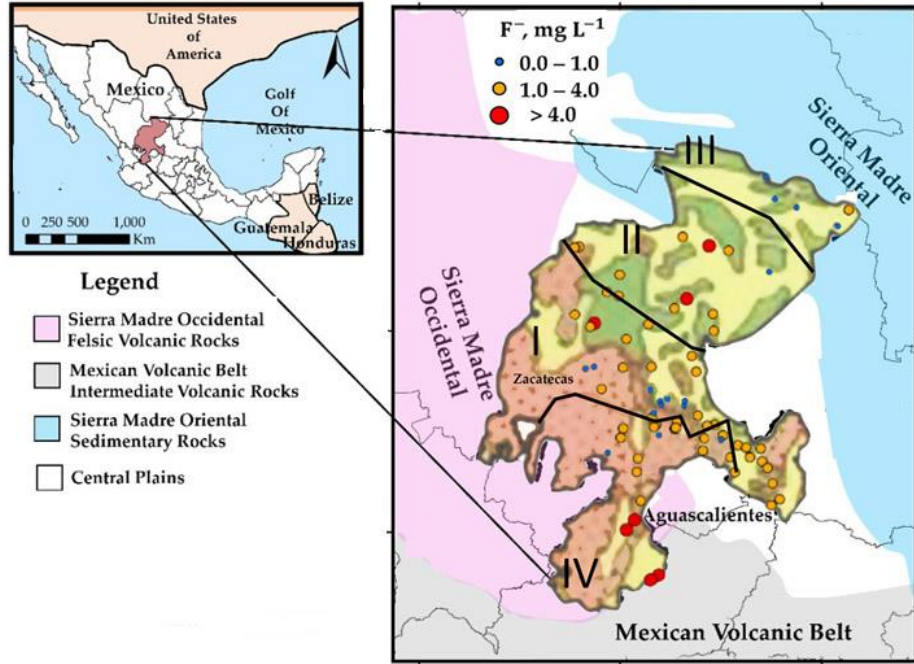 United States
of
America
Mexico
Golf
Of
Mexico
Belize
Guatemala
Honduras
0 250 500 1,000
Km
Legend
Sierra Madre Occidental
Felsic Volcanic Rocks
Mexican Volcanic Belt
Intermediate Volcanic Rocks
Sierra Madre Oriental
Sedimentary Rocks
Central Plains
F⁻, mg L⁻¹
0.0 – 1.0
1.0 – 4.0
> 4.0
Sierra Madre
Oriental
III
II
Sierra Madre
Occidental
I
Zacatecas
Aguascalientes
IV
Mexican Volcanic Belt